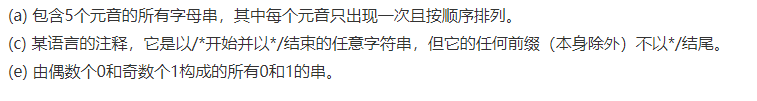 (a) 包含5个元音的所有字母串，其中每个元音只出现一次且按顺序排列。
(c) 某语言的注释，它是以/*开始并以*/结束的任意字符串，但它的任何前缀（本身除外）不以*/结尾。
(e) 由偶数个0和奇数个1构成的所有0和1的串。